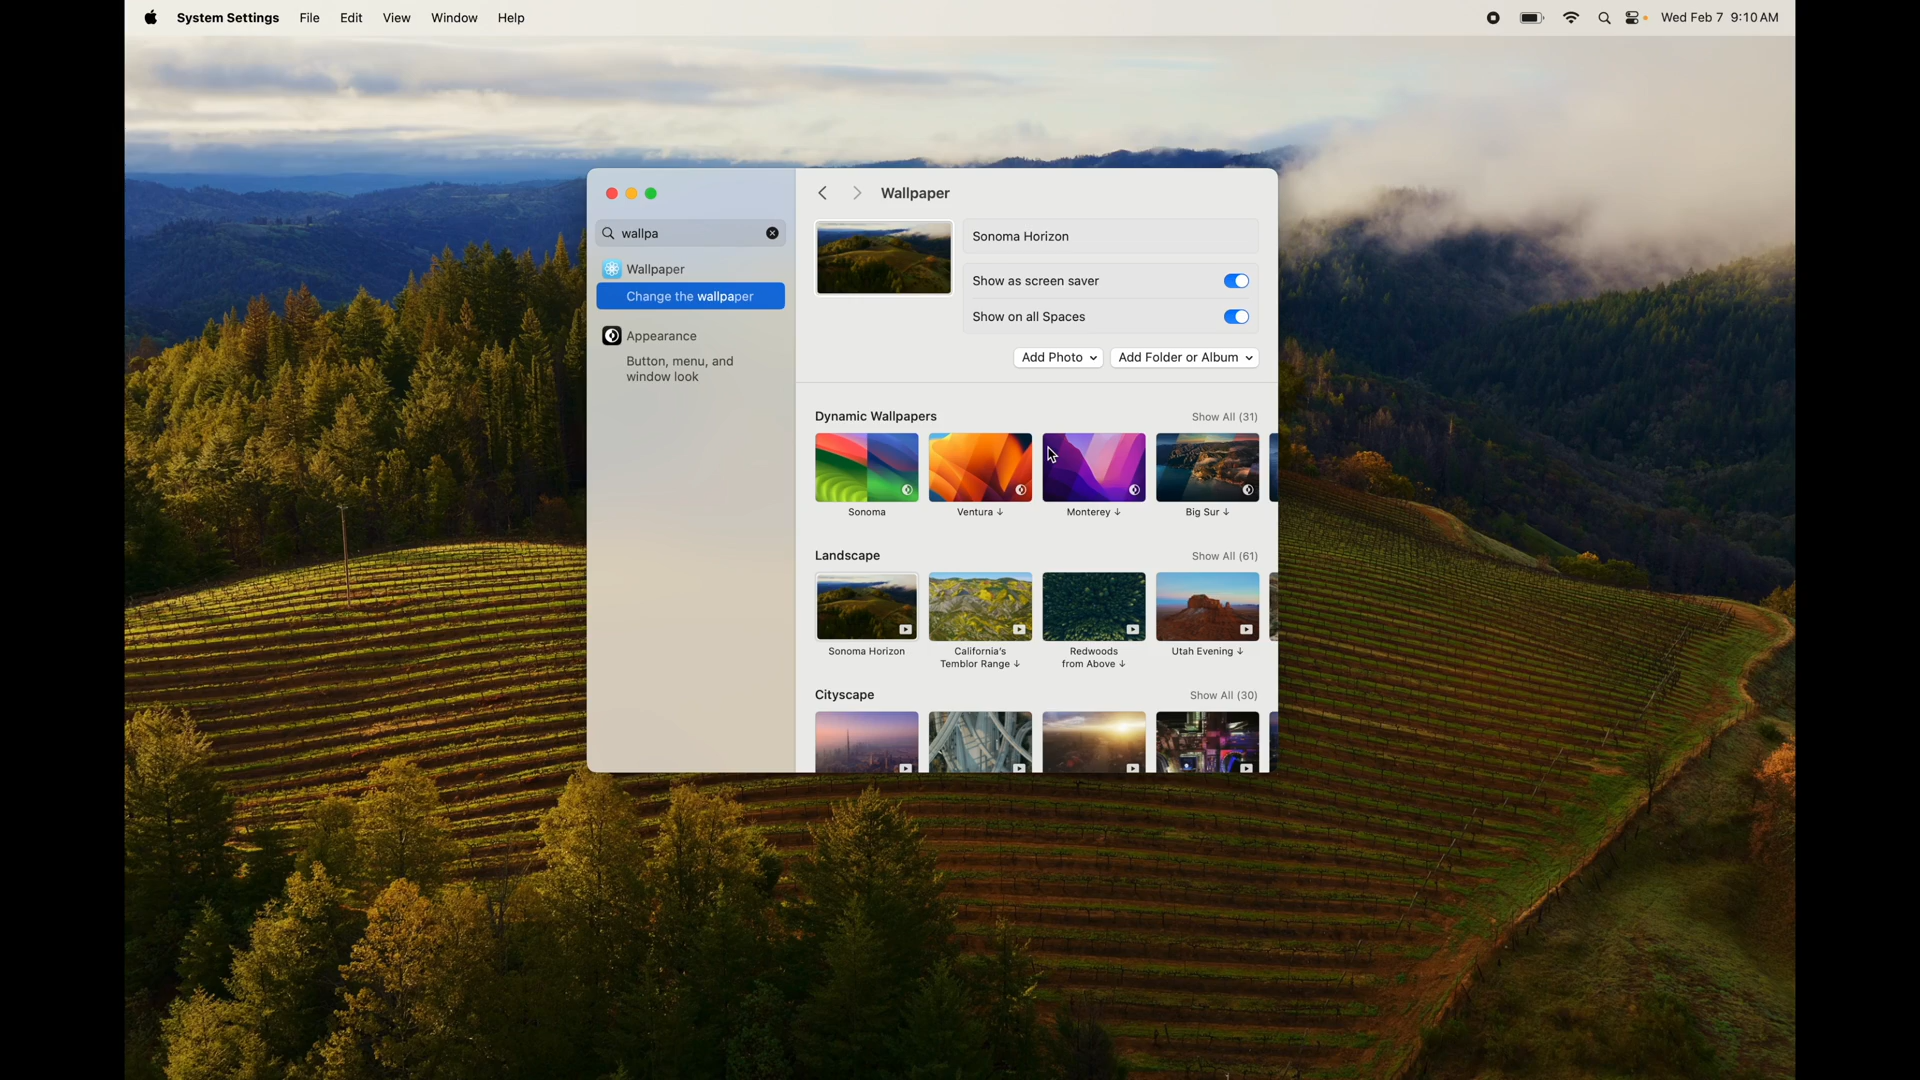 System Settings File Edit View Window Help
Wed Feb 7 9:10 AM
wallpa
Wallpaper
Change the wallpaper
Appearance
Button, menu, and
window look
Wallpaper
Sonoma Horizon
Show as screen saver
Show on all Spaces
Add Photo
Add Folder or Album
Dynamic Wallpapers
Show All (31)
Sonoma
Ventura ↓
Monterey ↓
Big Sur ↓
Landscape
Show All (61)
Sonoma Horizon
California's
Temblor Range ↓
Redwoods
from Above ↓
Utah Evening ↓
Cityscape
Show All (30)